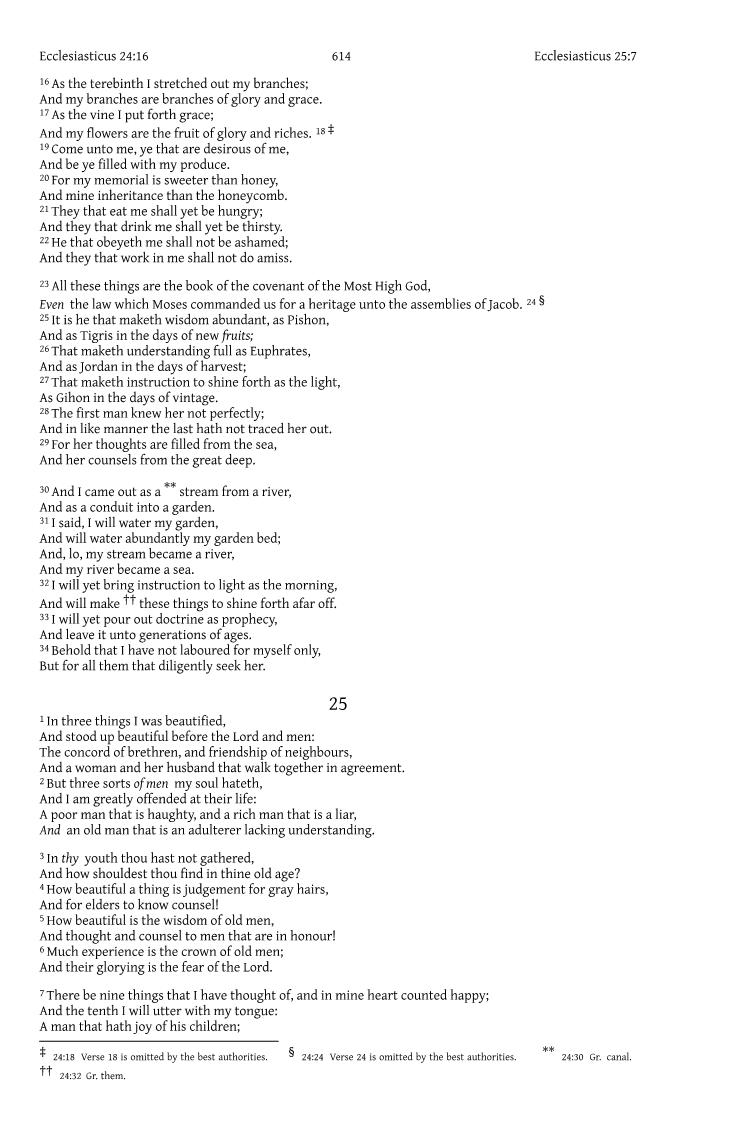 Ecclesiasticus 24:16 614 Ecclesiasticus 25:7
16 As the terebinth I stretched out my branches;
And my branches are branches of glory and grace.
17 As the vine I put forth grace;
And my flowers are the fruit of glory and riches. 18 ‡
19 Come unto me, ye that are desirous of me,
And be ye filled with my produce.
20 For my memorial is sweeter than honey,
And mine inheritance than the honeycomb.
21 They that eat me shall yet be hungry;
And they that drink me shall yet be thirsty.
22 He that obeyeth me shall not be ashamed;
And they that work in me shall not do amiss.
23 All these things are the book of the covenant of the Most High God,
Even the law which Moses commanded us for a heritage unto the assemblies of Jacob. 24 §
25 It is he that maketh wisdom abundant, as Pishon,
And as Tigris in the days of new fruits;
26 That maketh understanding full as Euphrates,
And as Jordan in the days of harvest;
27 That maketh instruction to shine forth as the light,
As Gihon in the days of vintage.
28 The first man knew her not perfectly;
And in like manner the last hath not traced her out.
29 For her thoughts are filled from the sea,
And her counsels from the great deep.
30 And I came out as a ** stream from a river,
And as a conduit into a garden.
31 I said, I will water my garden,
And will water abundantly my garden bed;
And, lo, my stream became a river,
And my river became a sea.
32 I will yet bring instruction to light as the morning,
And will make †† these things to shine forth afar off.
33 I will yet pour out doctrine as prophecy,
And leave it unto generations of ages.
34 Behold that I have not laboured for myself only,
But for all them that diligently seek her.
25
1 In three things I was beautified,
And stood up beautiful before the Lord and men:
The concord of brethren, and friendship of neighbours,
And a woman and her husband that walk together in agreement.
2 But three sorts of men my soul hateth,
And I am greatly offended at their life:
A poor man that is haughty, and a rich man that is a liar,
And an old man that is an adulterer lacking understanding.
3 In thy youth thou hast not gathered,
And how shouldest thou find in thine old age?
4 How beautiful a thing is judgement for gray hairs,
And for elders to know counsel!
5 How beautiful is the wisdom of old men,
And thought and counsel to men that are in honour!
6 Much experience is the crown of old men;
And their glorying is the fear of the Lord.
7 There be nine things that I have thought of, and in mine heart counted happy;
And the tenth I will utter with my tongue:
A man that hath joy of his children;
‡ 24:18 Verse 18 is omitted by the best authorities. § 24:24 Verse 24 is omitted by the best authorities. ** 24:30 Gr. canal.
†† 24:32 Gr. them.